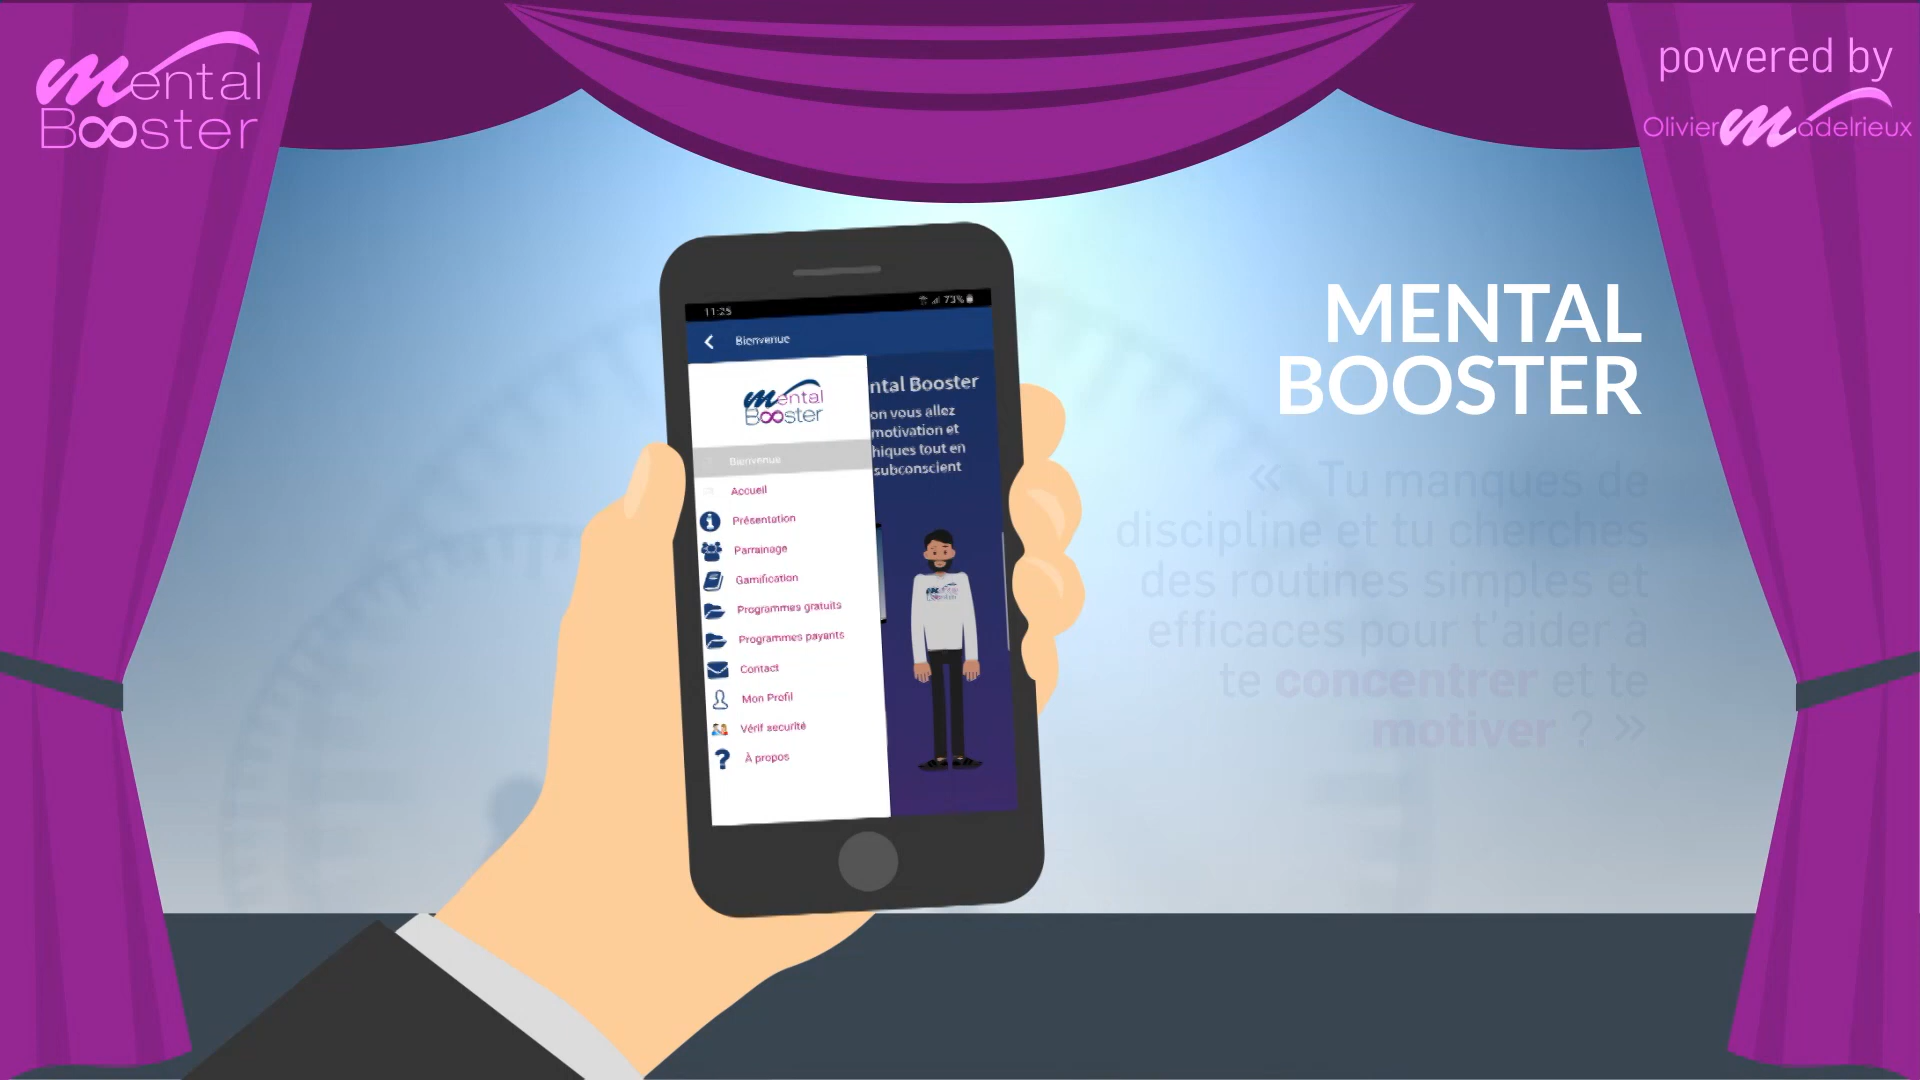 mental
Booster
powered by
Olivier madelrieux
MENTAL
BOOSTER
« Tu manques de
discipline et tu cherches
des routines simples et
efficaces pour t'aider à
te concentrer et te
motiver ? »
11:25
73%
Bienvenue
mental
Booster
Bienvenue
Accueil
Présentation
Parrainage
Gamification
Programmes gratuits
Programmes payants
Contact
Mon Profil
Vérif securité
À propos
ntal Booster
on vous allez
motivation et
hiques tout en
subconscient
mental
Booster